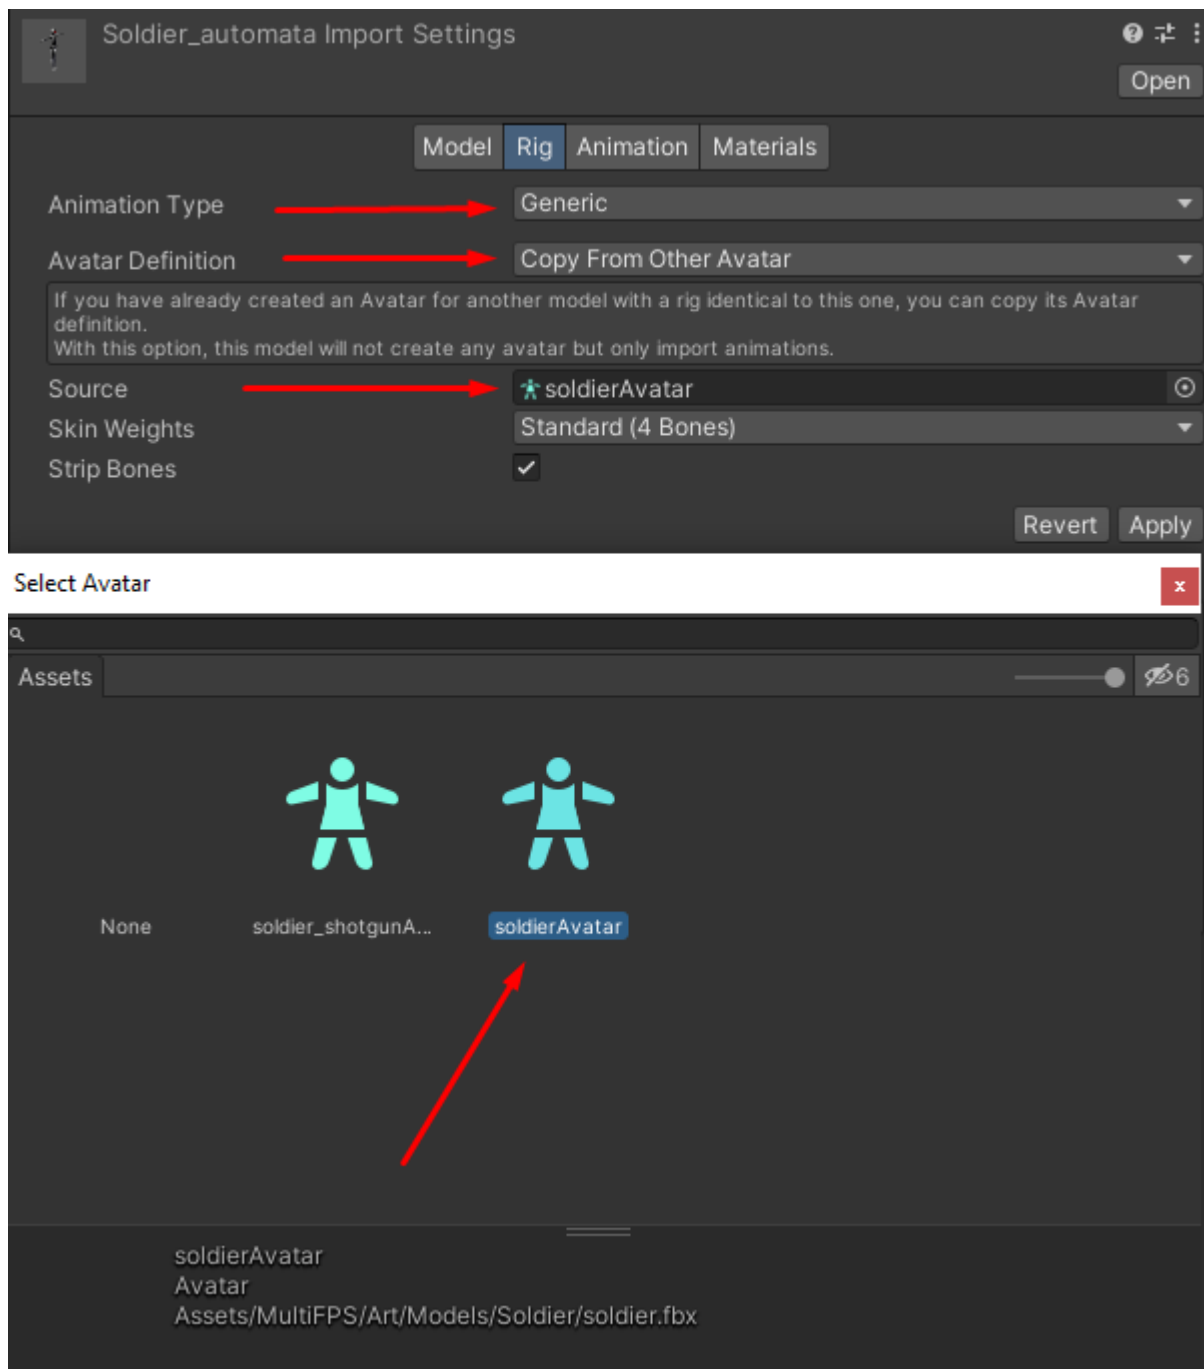 Soldier_automata Import Settings
Open
Model Rig Animation Materials
Animation Type Generic
Avatar Definition Copy From Other Avatar
If you have already created an Avatar for another model with a rig identical to this one, you can copy its Avatar
definition.
With this option, this model will not create any avatar but only import animations.
Source soldierAvatar
Skin Weights Standard (4 Bones)
Strip Bones
Revert Apply
Select Avatar
x
Assets 6
None soldier_shotgunA... soldierAvatar
soldierAvatar
Avatar
Assets/MultiFPS/Art/Models/Soldier/soldier.fbx